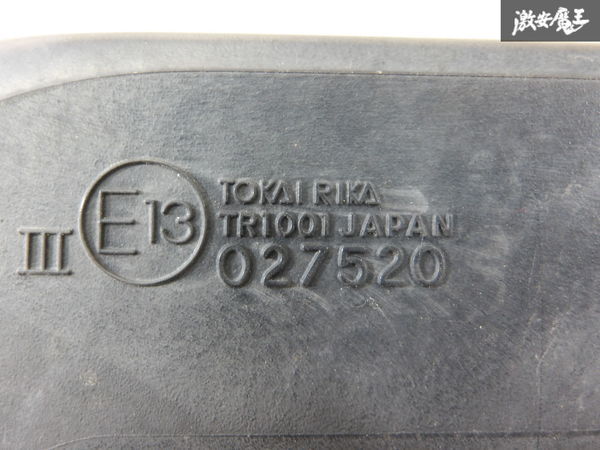 激安魔王
TOKAI RIKA
TR1001 JAPAN
III E13 027520